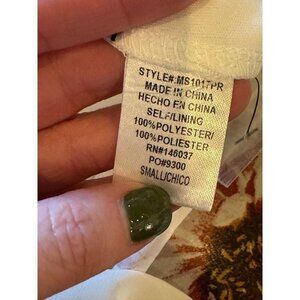 STYLE#:MS1017PR
MADE IN CHINA
HECHO EN CHINA
SELF/LINING
100%POLYESTER/
100%POLIESTER
RN#146037
PO#9300
SMALL/CHICO